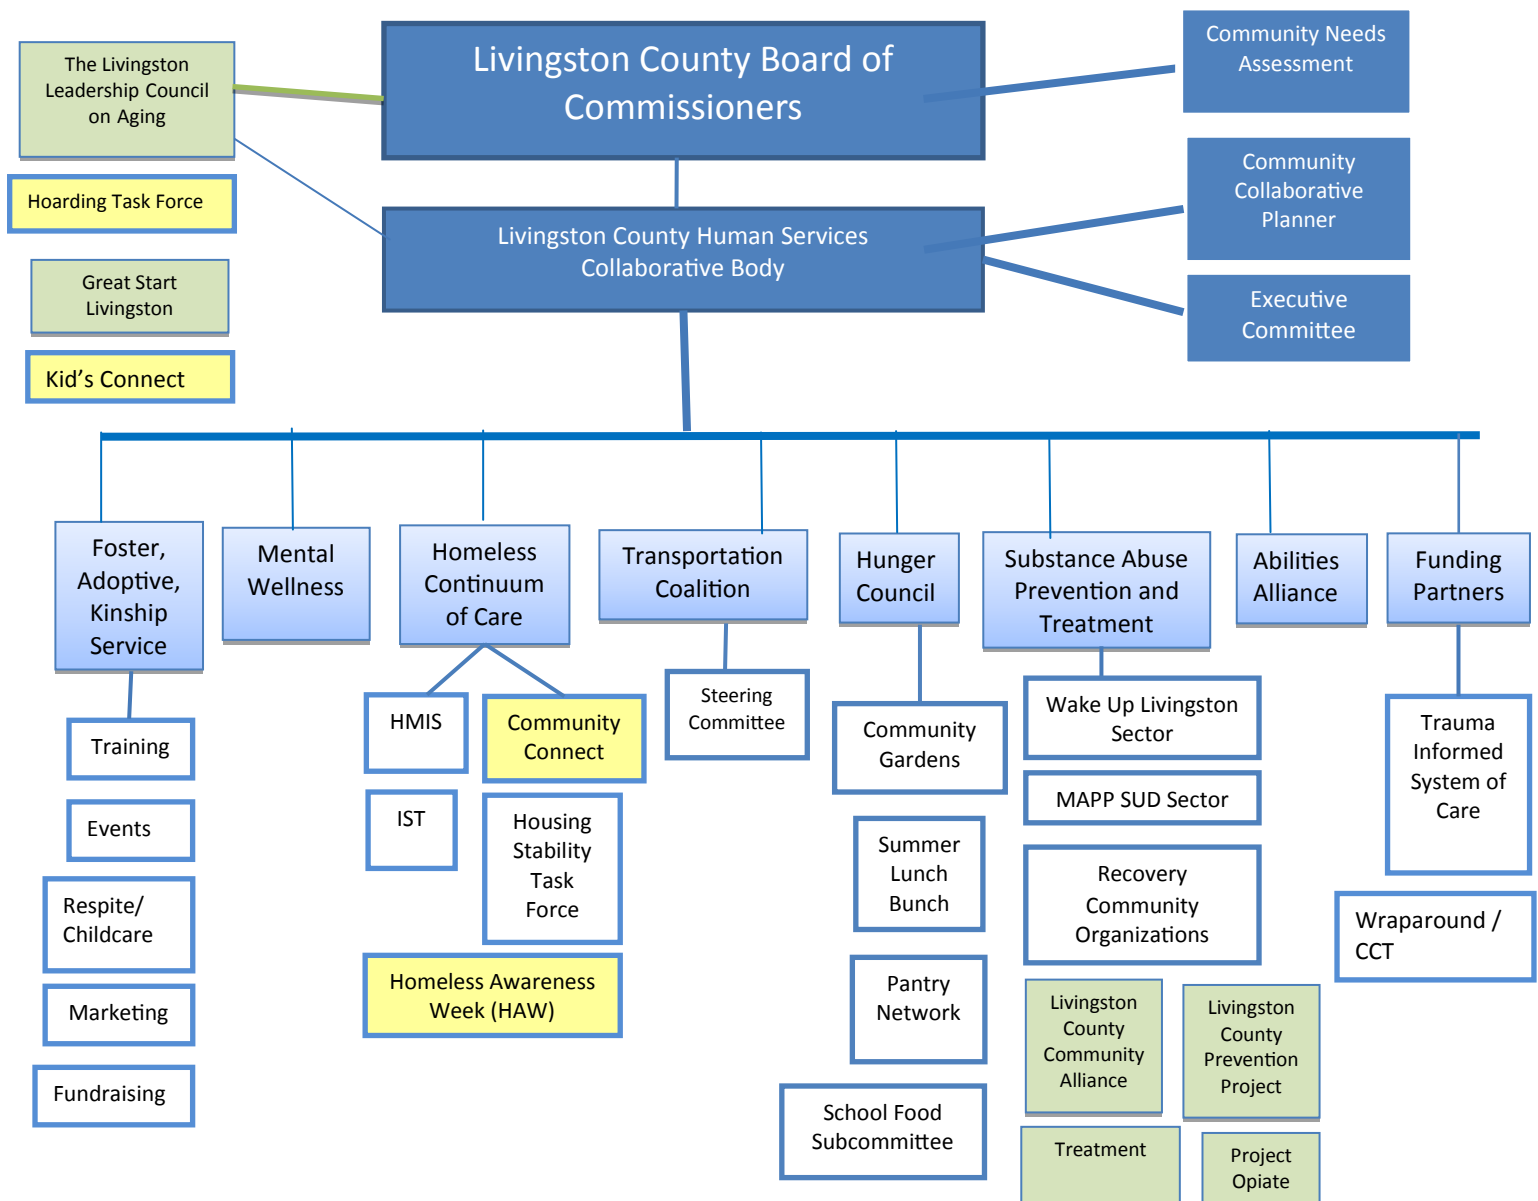 Livingston County Board of
Commissioners
The Livingston
Leadership Council
on Aging
Community Needs
Assessment
Hoarding Task Force
Livingston County Human Services
Collaborative Body
Community
Collaborative
Planner
Great Start
Livingston
Executive
Committee
Kid's Connect
Foster,
Adoptive,
Kinship
Service
Mental
Wellness
Homeless
Continuum
of Care
Transportation
Coalition
Hunger
Council
Substance Abuse
Prevention and
Treatment
Abilities
Alliance
Funding
Partners
Training
Events
Respite/
Childcare
Marketing
Fundraising
HMIS
Community
Connect
IST
Housing
Stability
Task
Force
Homeless Awareness
Week (HAW)
Steering
Committee
Community
Gardens
Summer
Lunch
Bunch
Pantry
Network
School Food
Subcommittee
Wake Up Livingston
Sector
MAPP SUD Sector
Recovery
Community
Organizations
Livingston
County
Community
Alliance
Livingston
County
Prevention
Project
Treatment
Project
Opiate
Trauma
Informed
System of
Care
Wraparound /
CCT